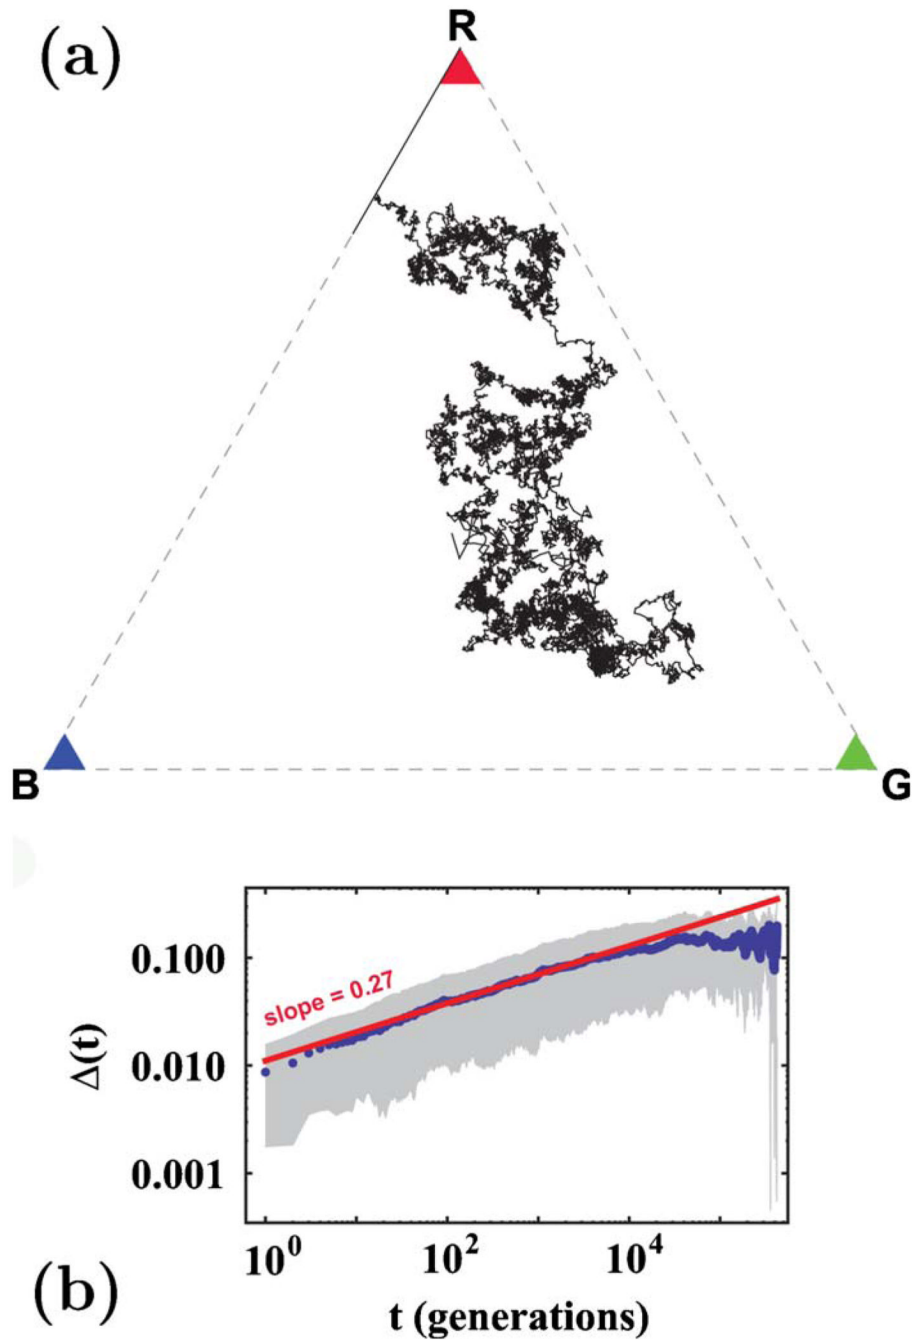 (a)
R
B
G
slope = 0.27
Δ(t)
0.100
0.010
0.001
10^0
10^2
10^4
t (generations)
(b)